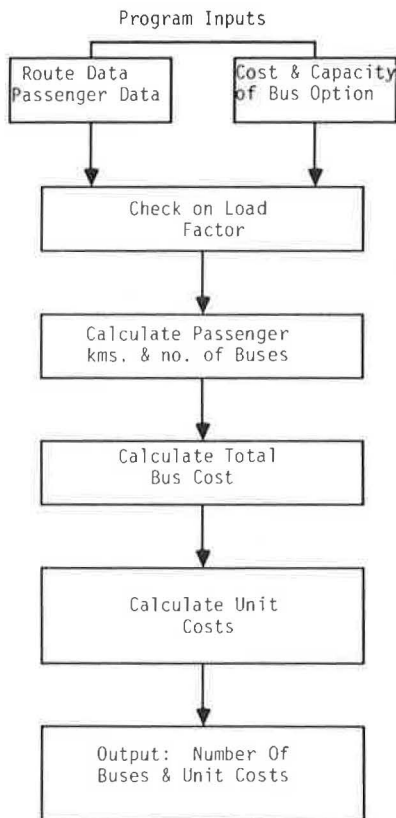 Program Inputs
Route Data
Passenger Data
Cost & Capacity
of Bus Option
Check on Load
Factor
Calculate Passenger
kms. & no. of Buses
Calculate Total
Bus Cost
Calculate Unit
Costs
Output: Number Of
Buses & Unit Costs